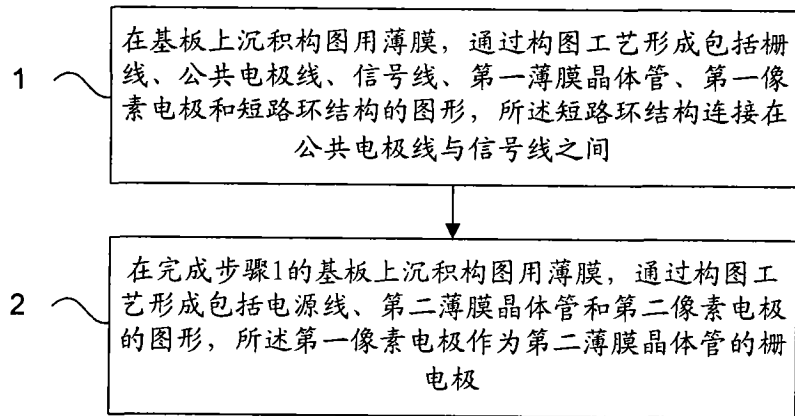 1
在基板上沉积构图用薄膜，通过构图工艺形成包括栅
线、公共电极线、信号线、第一薄膜晶体管、第一像
素电极和短路环结构的图形，所述短路环结构连接在
公共电极线与信号线之间
2
在完成步骤1的基板上沉积构图用薄膜，通过构图工
艺形成包括电源线、第二薄膜晶体管和第二像素电极
的图形，所述第一像素电极作为第二薄膜晶体管的栅
电极